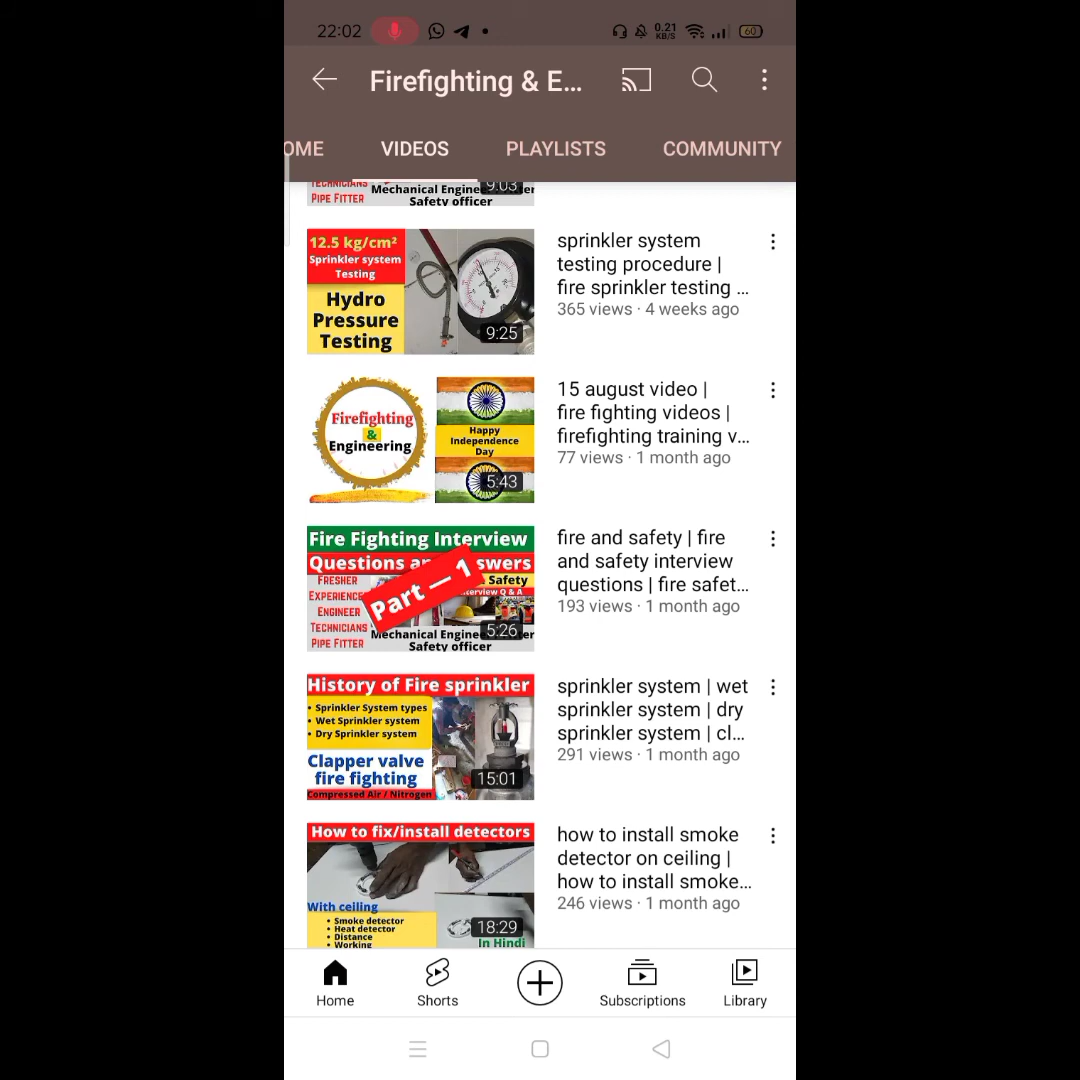 22:02
0.21
KB/S
60
Firefighting & E...
OME
VIDEOS
PLAYLISTS
COMMUNITY
TECHNICIANS
PIPE FITTER
Mechanical Engine
Safety officer
9:03
12.5 kg/cm²
Sprinkler system
Testing
Hydro
Pressure
Testing
9:25
sprinkler system
testing procedure |
fire sprinkler testing ...
365 views · 4 weeks ago
Firefighting
&
Engineering
Happy
Independence
Day
5:43
15 august video |
fire fighting videos |
firefighting training v...
77 views · 1 month ago
Fire Fighting Interview
Questions an swers
FRESHER
EXPERIENCE
ENGINEER
TECHNICIANS
PIPE FITTER
Part — 1
Safety
terview Q & A
Mechanical Engine
Safety officer
5:26
fire and safety | fire
and safety interview
questions | fire safet...
193 views · 1 month ago
History of Fire sprinkler
• Sprinkler System types
• Wet Sprinkler system
• Dry Sprinkler system
Clapper valve
fire fighting
Compressed Air / Nitrogen
15:01
sprinkler system | wet
sprinkler system | dry
sprinkler system | cl...
291 views · 1 month ago
How to fix/install detectors
With ceiling
• Smoke detector
• Heat detector
• Distance
• Working
In Hindi
18:29
how to install smoke
detector on ceiling |
how to install smoke...
246 views · 1 month ago
Home
Shorts
Subscriptions
Library